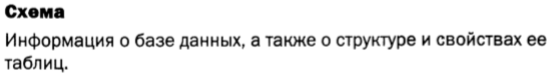 Схема
Информация о базе данных, а также о структуре и свойствах ее
таблиц.